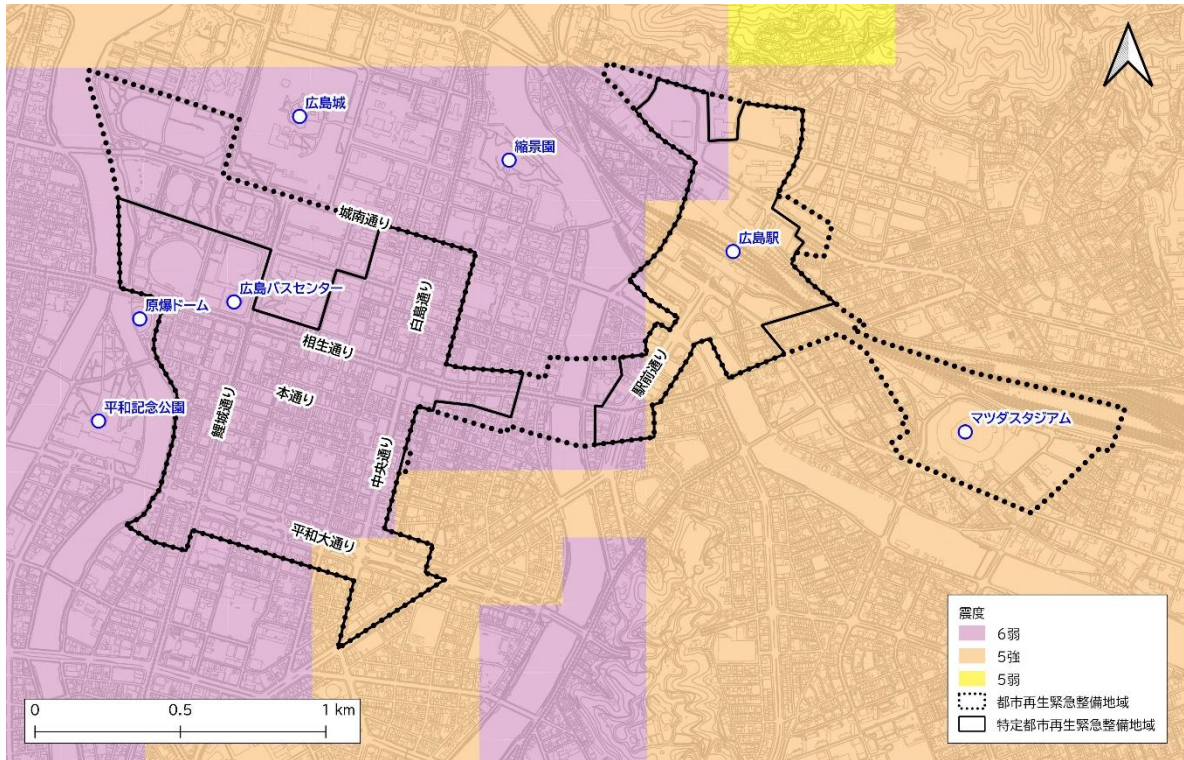 広島城
縮景園
城南通り
広島駅
広島バスセンター
原爆ドーム
白島通り
相生通り
駅前通り
本通り
鯉城通り
平和記念公園
マツダスタジアム
中央通り
平和大通り
震度
6弱
5強
5弱
都市再生緊急整備地域
特定都市再生緊急整備地域
0 0.5 1 km